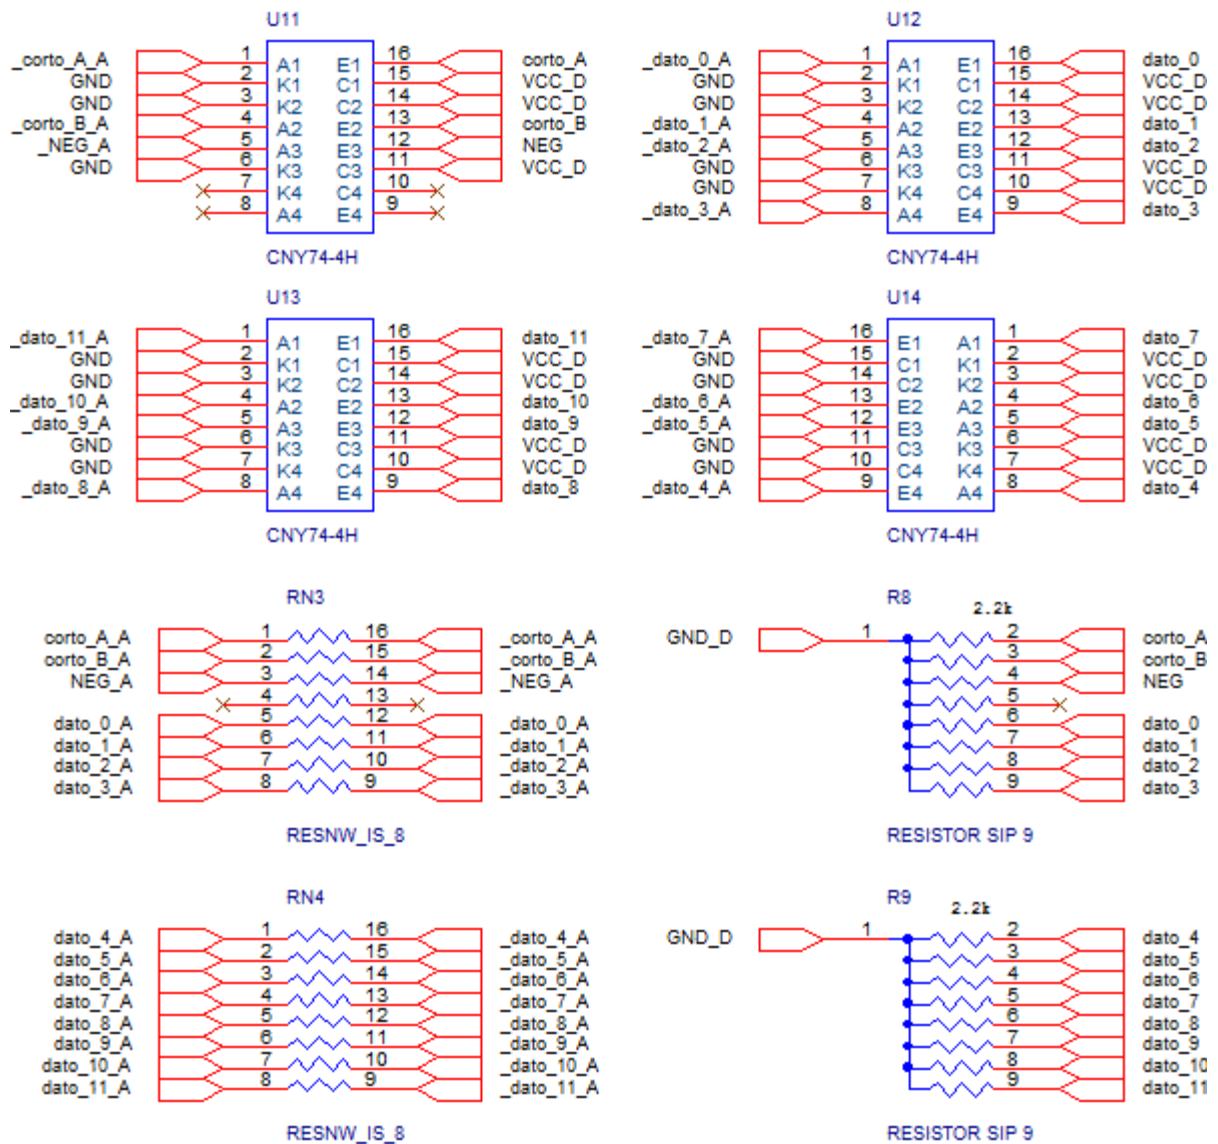 U11
_corto_A_A 1 A1 E1 16 corto_A
GND 2 K1 C1 15 VCC_D
GND 3 K2 C2 14 VCC_D
_corto_B_A 4 A2 E2 13 corto_B
_NEG_A 5 A3 E3 12 NEG
GND 6 K3 C3 11 VCC_D
7 K4 C4 10
8 A4 E4 9
CNY74-4H
U12
_dato_0_A 1 A1 E1 16 dato_0
GND 2 K1 C1 15 VCC_D
GND 3 K2 C2 14 VCC_D
_dato_1_A 4 A2 E2 13 dato_1
_dato_2_A 5 A3 E3 12 dato_2
GND 6 K3 C3 11 VCC_D
GND 7 K4 C4 10 VCC_D
_dato_3_A 8 A4 E4 9 dato_3
CNY74-4H
U13
_dato_11_A 1 A1 E1 16 dato_11
GND 2 K1 C1 15 VCC_D
GND 3 K2 C2 14 VCC_D
_dato_10_A 4 A2 E2 13 dato_10
_dato_9_A 5 A3 E3 12 dato_9
GND 6 K3 C3 11 VCC_D
GND 7 K4 C4 10 VCC_D
_dato_8_A 8 A4 E4 9 dato_8
CNY74-4H
U14
_dato_7_A 16 E1 A1 1 dato_7
GND 15 C1 K1 2 VCC_D
GND 14 C2 K2 3 VCC_D
_dato_6_A 13 E2 A2 4 dato_6
_dato_5_A 12 E3 A3 5 dato_5
GND 11 C3 K3 6 VCC_D
GND 10 C4 K4 7 VCC_D
_dato_4_A 9 E4 A4 8 dato_4
CNY74-4H
RN3
corto_A_A 1 16 _corto_A_A
corto_B_A 2 15 _corto_B_A
NEG_A 3 14 _NEG_A
4 13
dato_0_A 5 12 _dato_0_A
dato_1_A 6 11 _dato_1_A
dato_2_A 7 10 _dato_2_A
dato_3_A 8 9 _dato_3_A
RESNW_IS_8
R8
2.2k
GND_D 1 2 corto_A
3 corto_B
4 NEG
5
6 dato_0
7 dato_1
8 dato_2
9 dato_3
RESISTOR SIP 9
RN4
dato_4_A 1 16 _dato_4_A
dato_5_A 2 15 _dato_5_A
dato_6_A 3 14 _dato_6_A
dato_7_A 4 13 _dato_7_A
dato_8_A 5 12 _dato_8_A
dato_9_A 6 11 _dato_9_A
dato_10_A 7 10 _dato_10_A
dato_11_A 8 9 _dato_11_A
RESNW_IS_8
R9
2.2k
GND_D 1 2 dato_4
3 dato_5
4 dato_6
5 dato_7
6 dato_8
7 dato_9
8 dato_10
9 dato_11
RESISTOR SIP 9